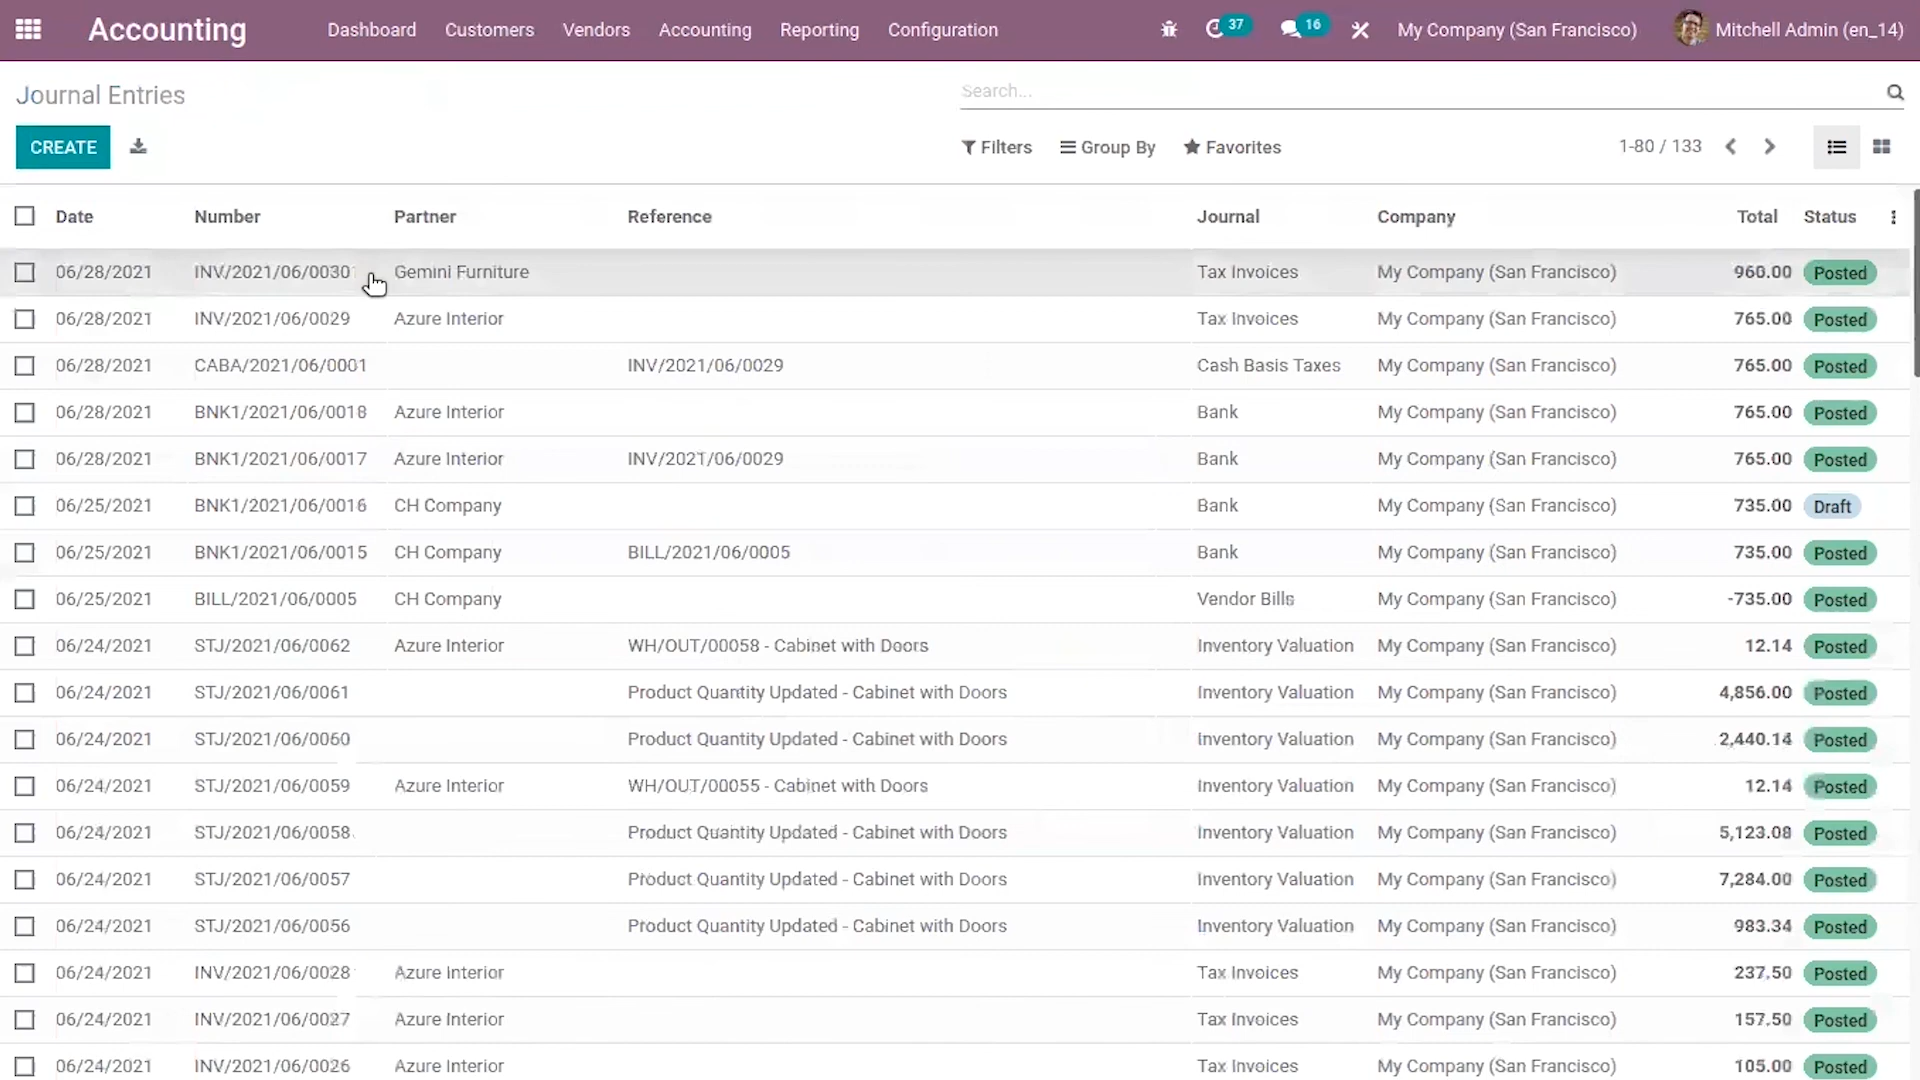 Accounting Dashboard Customers Vendors Accounting Reporting Configuration 37 16 My Company (San Francisco) Mitchell Admin (en_14)
Journal Entries Search...
CREATE Filters Group By Favorites 1-80 / 133
Date Number Partner Reference Journal Company Total Status
06/28/2021 INV/2021/06/0030 Gemini Furniture Tax Invoices My Company (San Francisco) 960.00 Posted
06/28/2021 INV/2021/06/0029 Azure Interior Tax Invoices My Company (San Francisco) 765.00 Posted
06/28/2021 CABA/2021/06/0001 INV/2021/06/0029 Cash Basis Taxes My Company (San Francisco) 765.00 Posted
06/28/2021 BNK1/2021/06/0018 Azure Interior Bank My Company (San Francisco) 765.00 Posted
06/28/2021 BNK1/2021/06/0017 Azure Interior INV/2021/06/0029 Bank My Company (San Francisco) 765.00 Posted
06/25/2021 BNK1/2021/06/0016 CH Company Bank My Company (San Francisco) 735.00 Draft
06/25/2021 BNK1/2021/06/0015 CH Company BILL/2021/06/0005 Bank My Company (San Francisco) 735.00 Posted
06/25/2021 BILL/2021/06/0005 CH Company Vendor Bills My Company (San Francisco) -735.00 Posted
06/24/2021 STJ/2021/06/0062 Azure Interior WH/OUT/00058 - Cabinet with Doors Inventory Valuation My Company (San Francisco) 12.14 Posted
06/24/2021 STJ/2021/06/0061 Product Quantity Updated - Cabinet with Doors Inventory Valuation My Company (San Francisco) 4,856.00 Posted
06/24/2021 STJ/2021/06/0060 Product Quantity Updated - Cabinet with Doors Inventory Valuation My Company (San Francisco) 2,440.14 Posted
06/24/2021 STJ/2021/06/0059 Azure Interior WH/OUT/00055 - Cabinet with Doors Inventory Valuation My Company (San Francisco) 12.14 Posted
06/24/2021 STJ/2021/06/0058 Product Quantity Updated - Cabinet with Doors Inventory Valuation My Company (San Francisco) 5,123.08 Posted
06/24/2021 STJ/2021/06/0057 Product Quantity Updated - Cabinet with Doors Inventory Valuation My Company (San Francisco) 7,284.00 Posted
06/24/2021 STJ/2021/06/0056 Product Quantity Updated - Cabinet with Doors Inventory Valuation My Company (San Francisco) 983.34 Posted
06/24/2021 INV/2021/06/0028 Azure Interior Tax Invoices My Company (San Francisco) 237.50 Posted
06/24/2021 INV/2021/06/0027 Azure Interior Tax Invoices My Company (San Francisco) 157.50 Posted
06/24/2021 INV/2021/06/0026 Azure Interior Tax Invoices My Company (San Francisco) 105.00 Posted